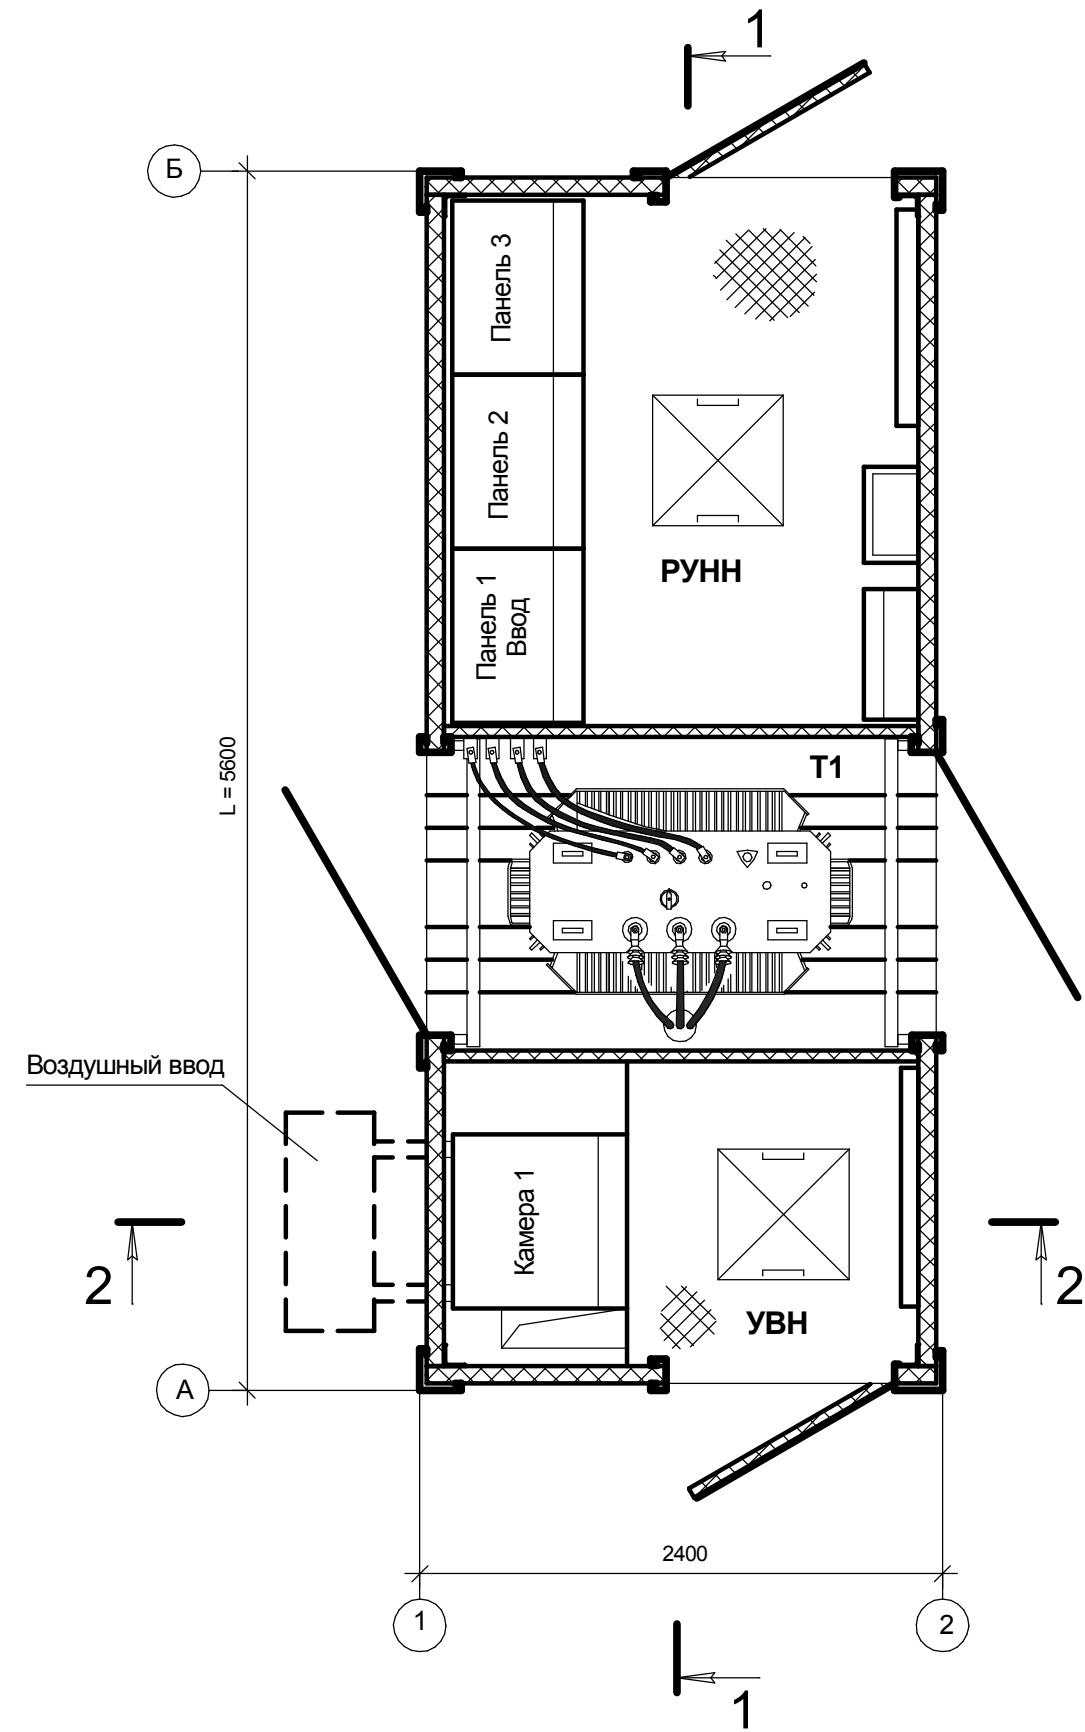 1
Б
Панель 3
Панель 2
РУНН
Панель 1
Ввод
Т1
L = 5600
Воздушный ввод
Камера 1
2
2
УВН
А
2400
1
2
1